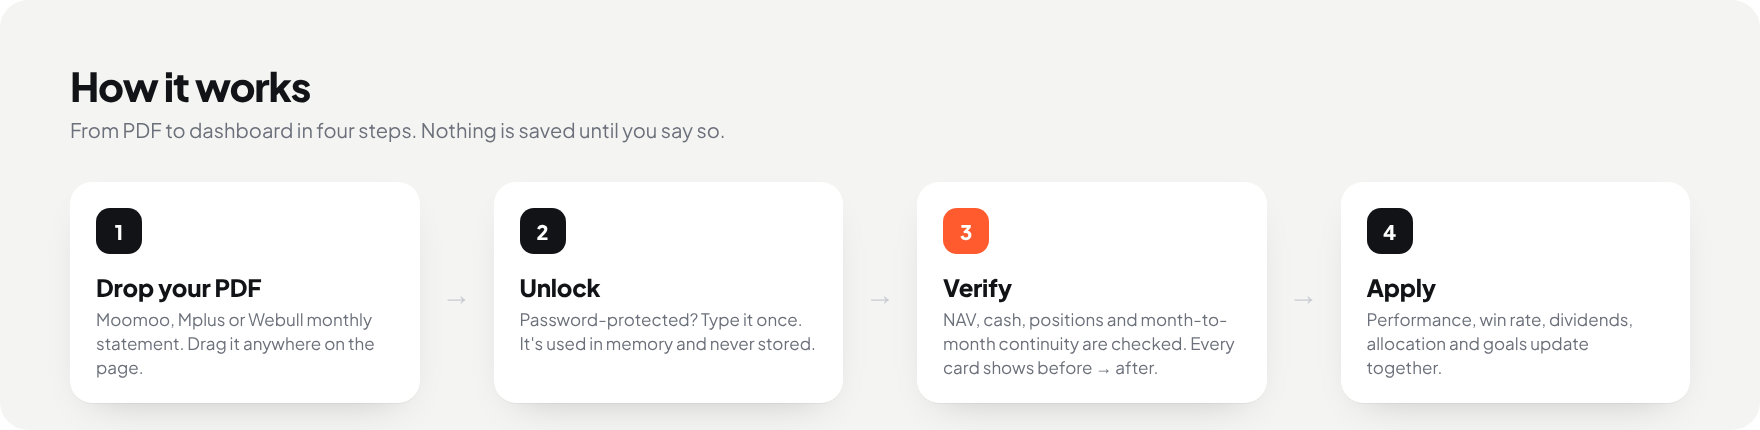 How it works
From PDF to dashboard in four steps. Nothing is saved until you say so.
1
Drop your PDF
Moomoo, Mplus or Webull monthly
statement. Drag it anywhere on the
page.
→
2
Unlock
Password-protected? Type it once.
It's used in memory and never stored.
→
3
Verify
NAV, cash, positions and month-to-
month continuity are checked. Every
card shows before → after.
→
4
Apply
Performance, win rate, dividends,
allocation and goals update
together.